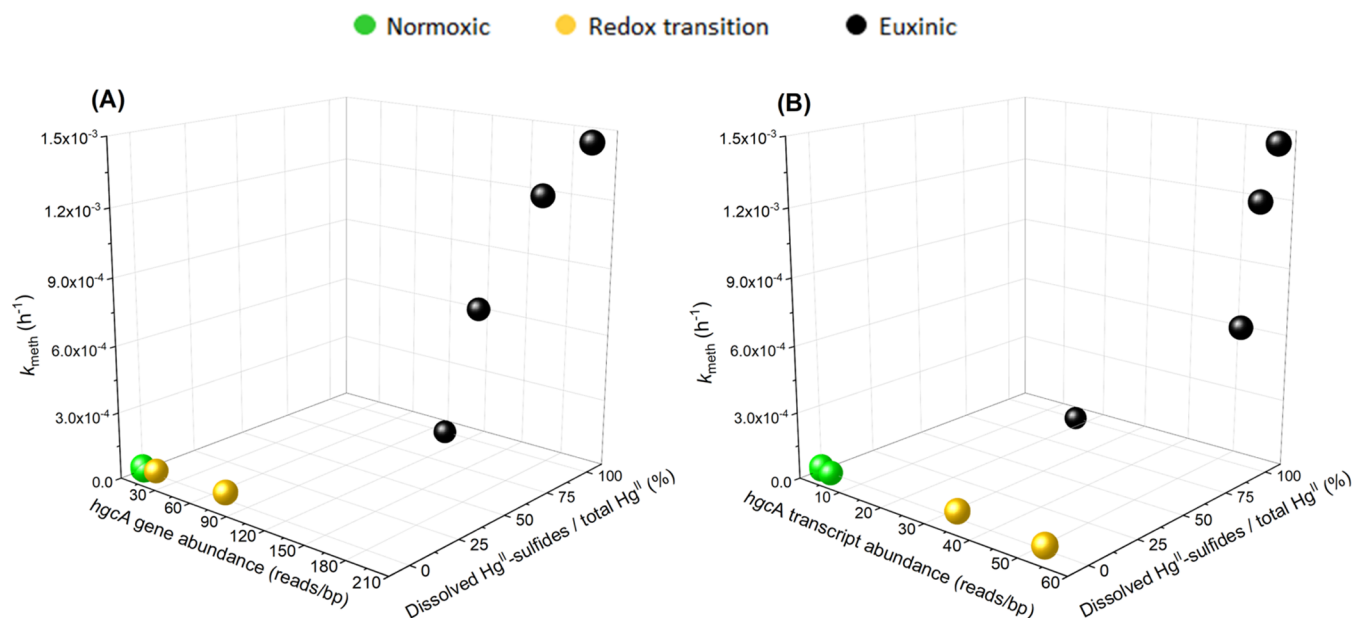 Normoxic
Redox transition
Euxinic
(A)
1.5x10⁻³
1.2x10⁻³
9.0x10⁻⁴
6.0x10⁻⁴
3.0x10⁻⁴
0.0
k_meth (h⁻¹)
30
60
90
120
150
180
210
hgcA gene abundance (reads/bp)
0
25
50
75
100
Dissolved Hgᴵᴵ-sulfides / total Hgᴵᴵ (%)
(B)
1.5x10⁻³
1.2x10⁻³
9.0x10⁻⁴
6.0x10⁻⁴
3.0x10⁻⁴
0.0
k_meth (h⁻¹)
10
20
30
40
50
60
hgcA transcript abundance (reads/bp)
0
25
50
75
100
Dissolved Hgᴵᴵ-sulfides / total Hgᴵᴵ (%)